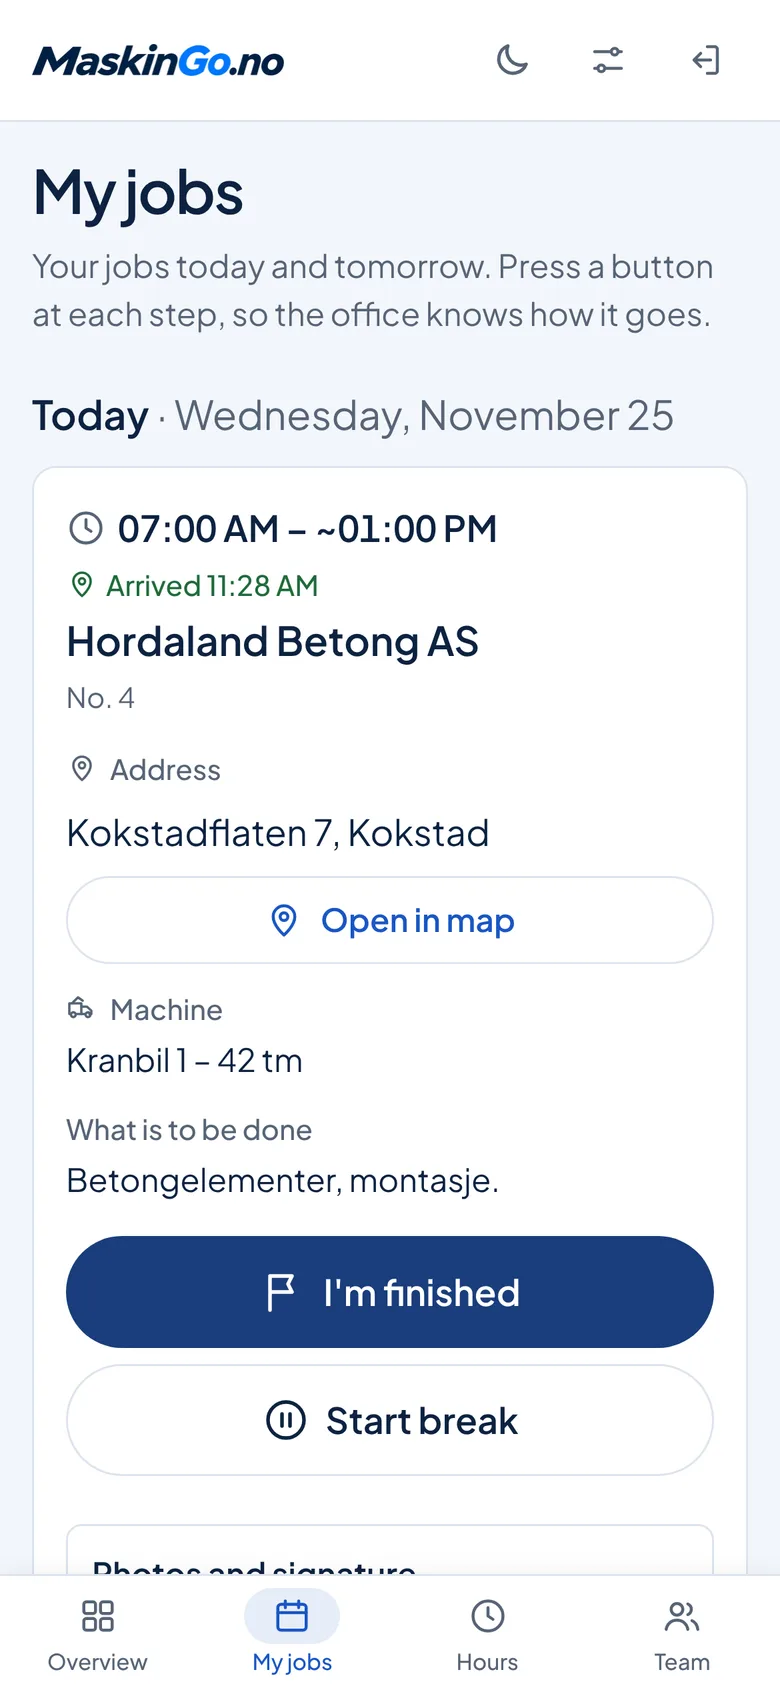 MaskinGo.no
My jobs
Your jobs today and tomorrow. Press a button
at each step, so the office knows how it goes.
Today · Wednesday, November 25
07:00 AM – ~01:00 PM
Arrived 11:28 AM
Hordaland Betong AS
No. 4
Address
Kokstadflaten 7, Kokstad
Open in map
Machine
Kranbil 1 – 42 tm
What is to be done
Betongelementer, montasje.
I'm finished
Start break
Photos and signature
Overview
My jobs
Hours
Team